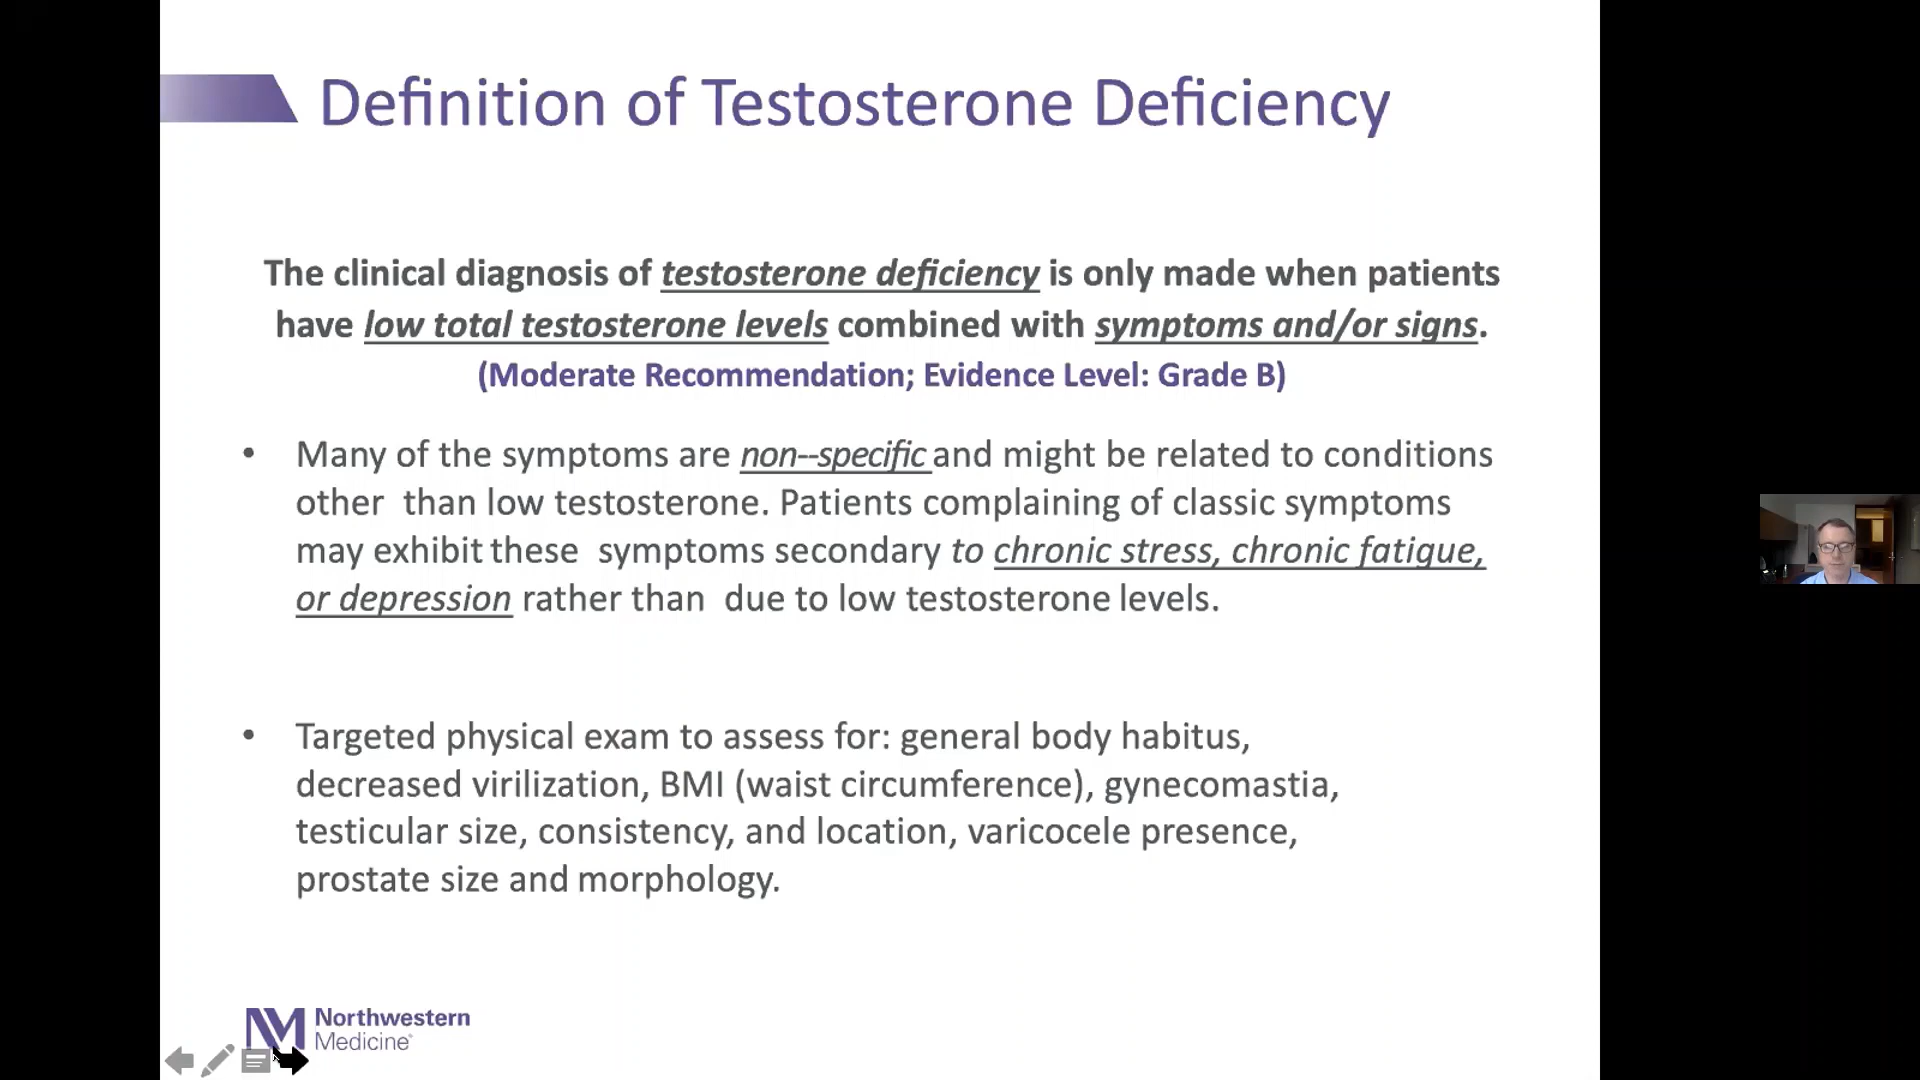 Definition of Testosterone Deficiency
The clinical diagnosis of testosterone deficiency is only made when patients
have low total testosterone levels combined with symptoms and/or signs.
(Moderate Recommendation; Evidence Level: Grade B)
• Many of the symptoms are non--specific and might be related to conditions
other than low testosterone. Patients complaining of classic symptoms
may exhibit these symptoms secondary to chronic stress, chronic fatigue,
or depression rather than due to low testosterone levels.
• Targeted physical exam to assess for: general body habitus,
decreased virilization, BMI (waist circumference), gynecomastia,
testicular size, consistency, and location, varicocele presence,
prostate size and morphology.
NM Northwestern
Medicine®